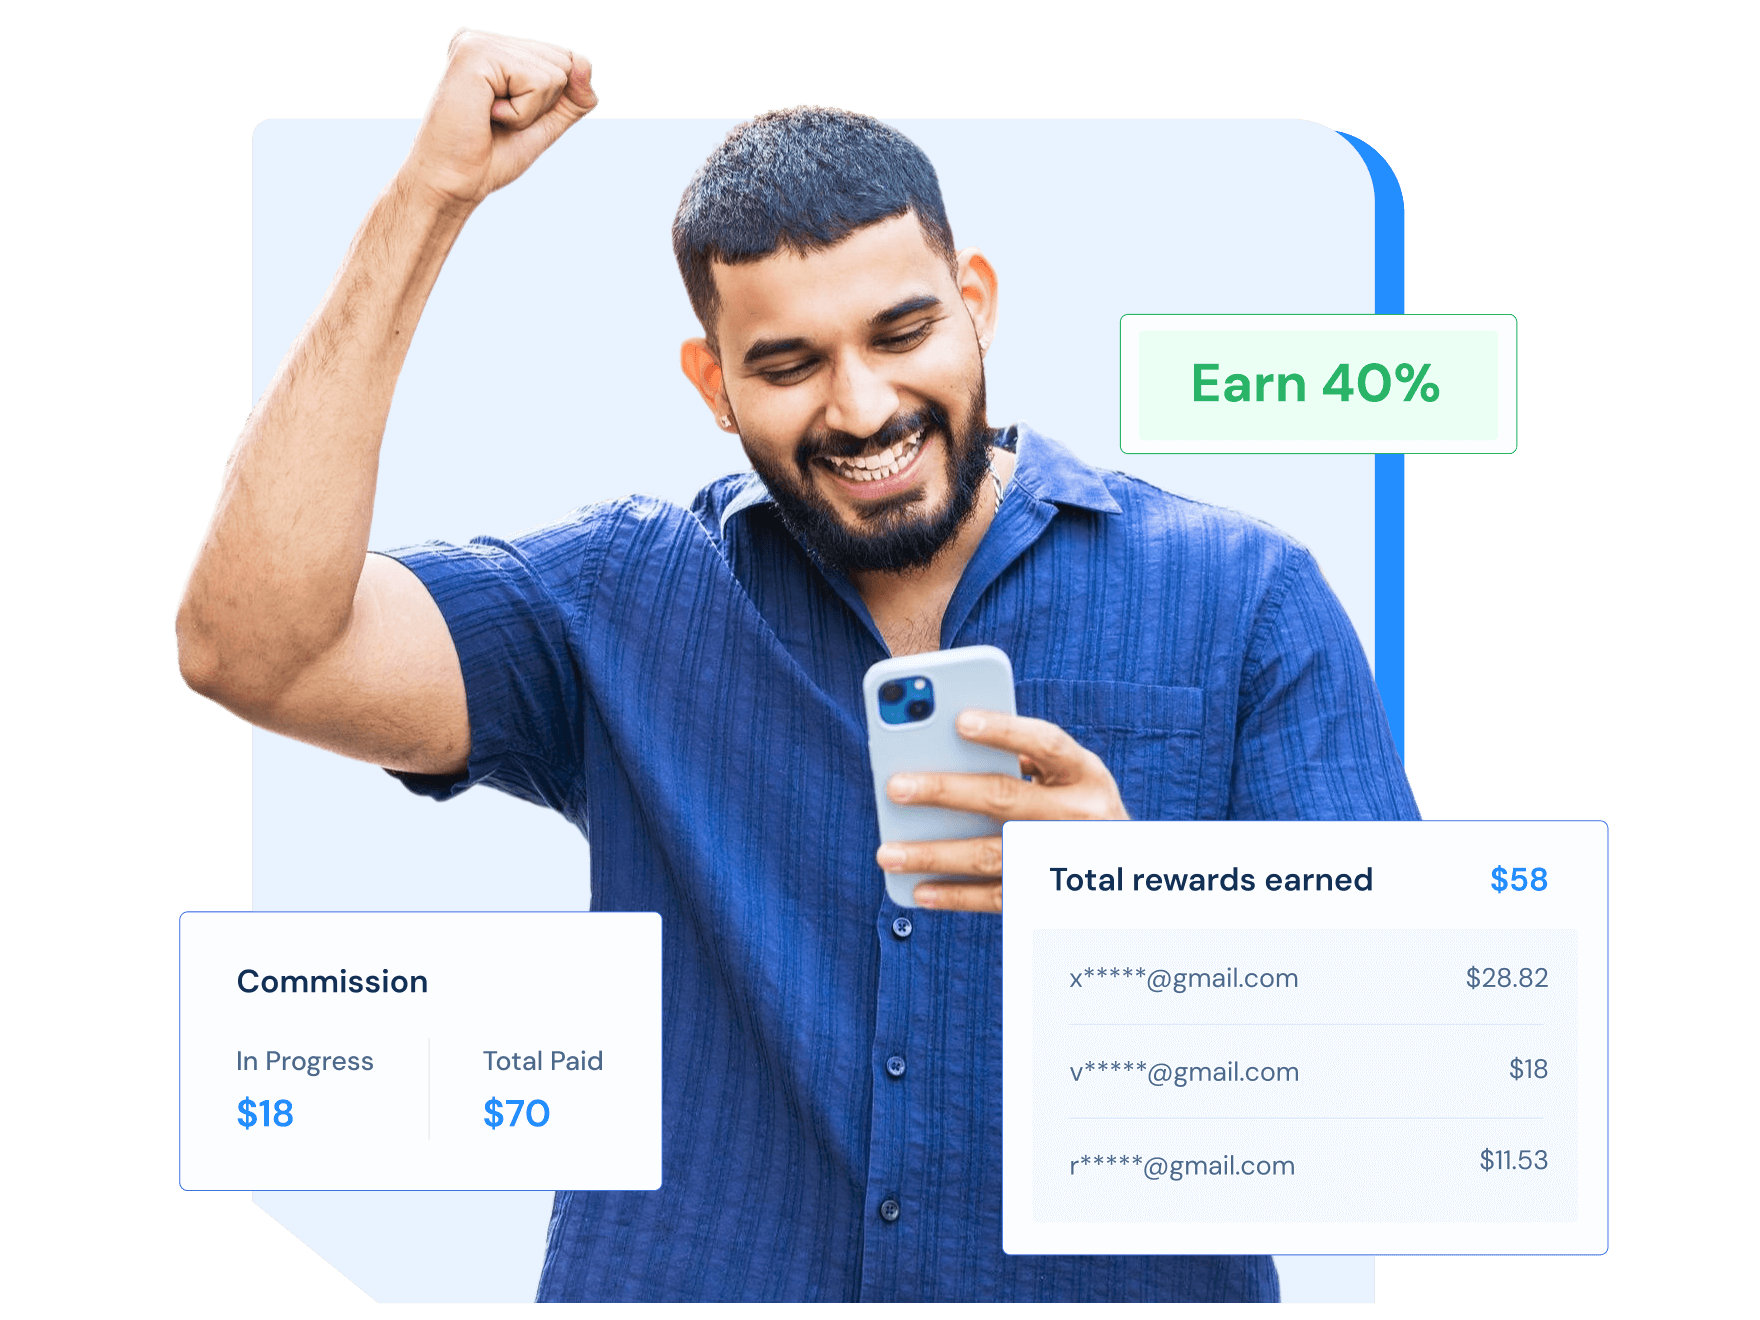 Earn 40%
Total rewards earned $58
x*****@gmail.com $28.82
v*****@gmail.com $18
r*****@gmail.com $11.53
Commission
In Progress Total Paid
$18 $70